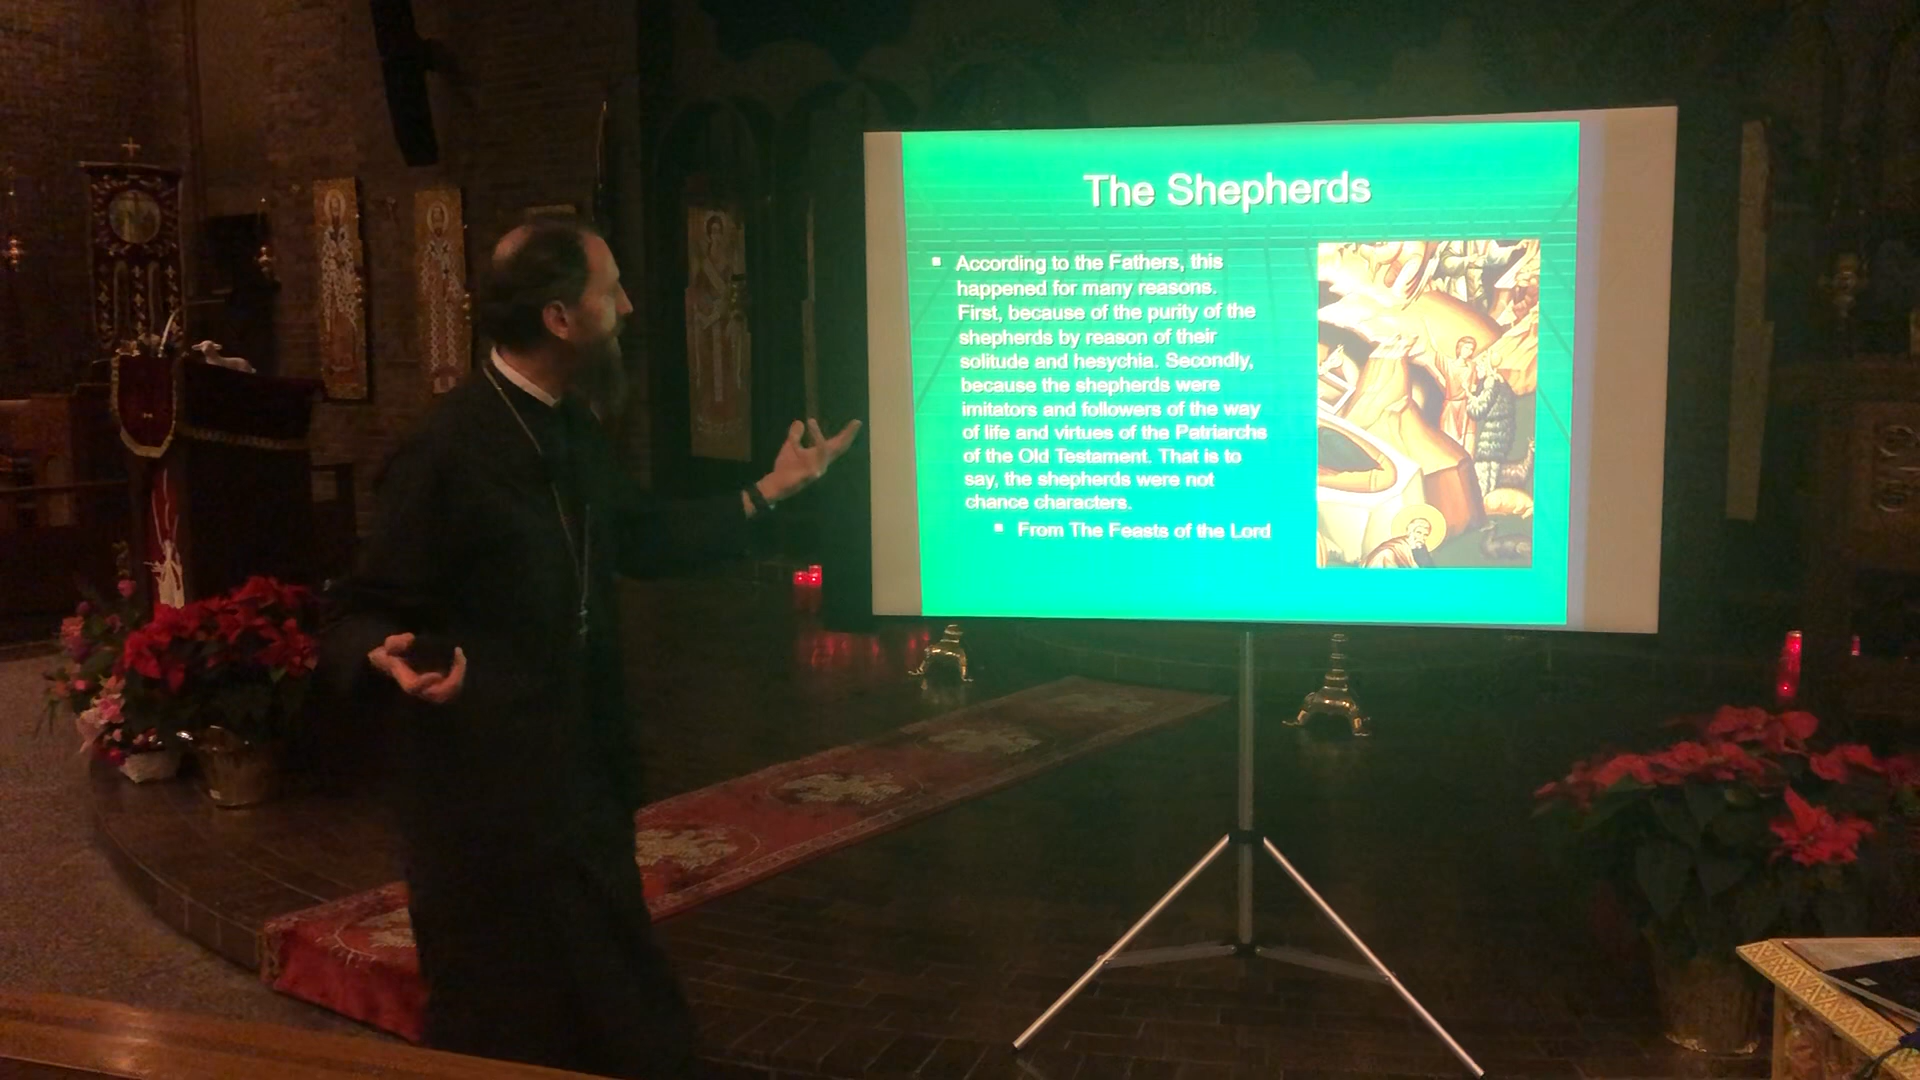 The Shepherds
According to the Fathers, this
happened for many reasons.
First, because of the purity of the
shepherds by reason of their
solitude and hesychia. Secondly,
because the shepherds were
imitators and followers of the way
of life and virtues of the Patriarchs
of the Old Testament. That is to
say, the shepherds were not
chance characters.
From The Feasts of the Lord